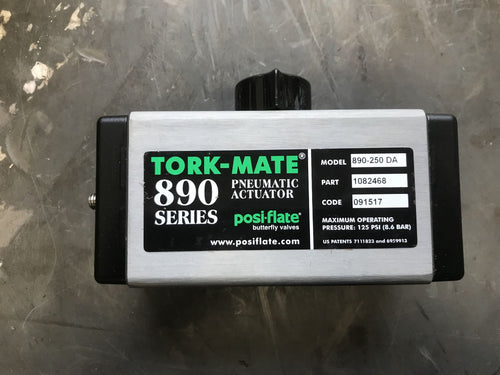 TORK-MATE®
890
SERIES
PNEUMATIC
ACTUATOR
posi-flate®
butterfly valves
www.posiflate.com
MODEL 890-250 DA
PART 1082468
CODE 091517
MAXIMUM OPERATING
PRESSURE: 125 PSI (8.6 BAR)
US PATENTS 7111823 and 6959913